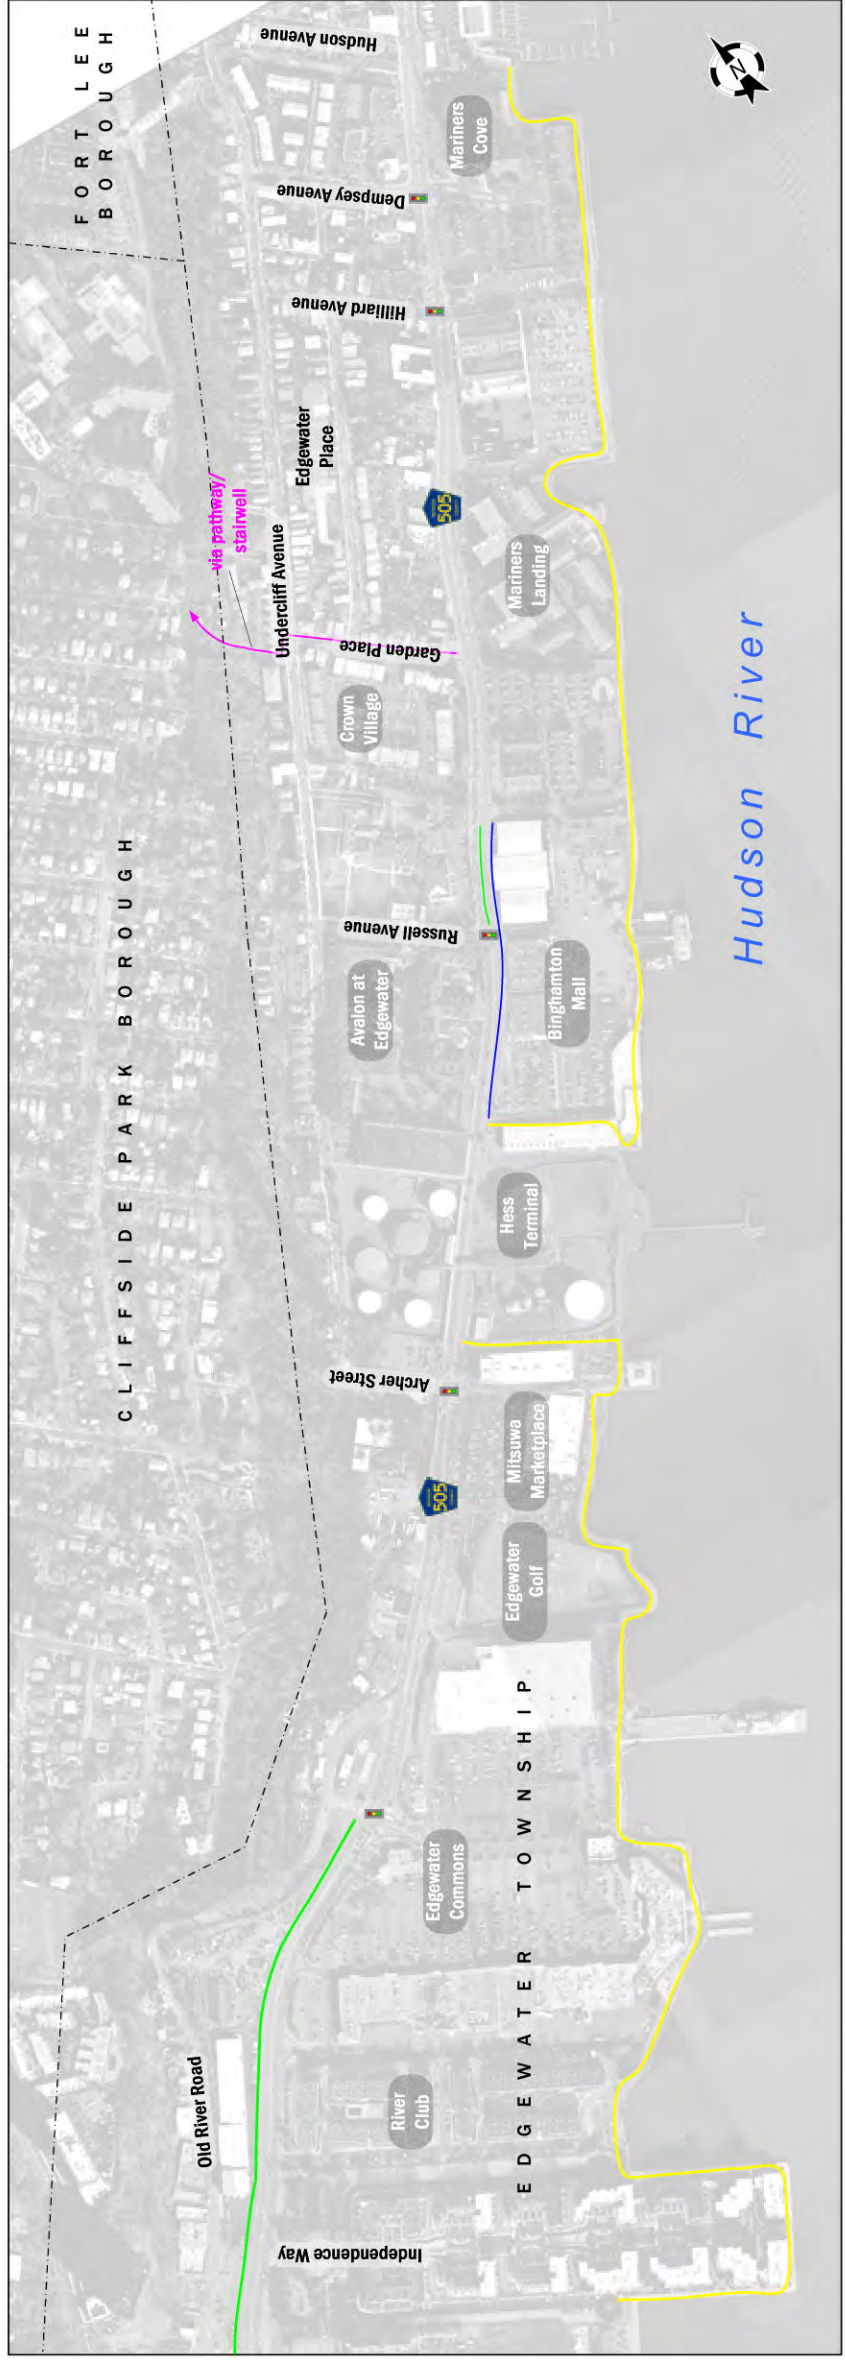 FORT LEE
BOROUGH
Hudson Avenue
N
Mariners
Cove
Dempsey Avenue
Hilliard Avenue
Edgewater
Place
via pathway/
stairwell
505
Undercliff Avenue
Mariners
Landing
Garden Place
Crown
Village
Hudson River
CLIFFSIDE PARK BOROUGH
Russell Avenue
Avalon at
Edgewater
Binghamton
Mall
Hess
Terminal
Archer Street
Mitsuwa
Marketplace
505
Edgewater
Golf
EDGEWATER TOWNSHIP
Edgewater
Commons
Old River Road
River
Club
Independence Way